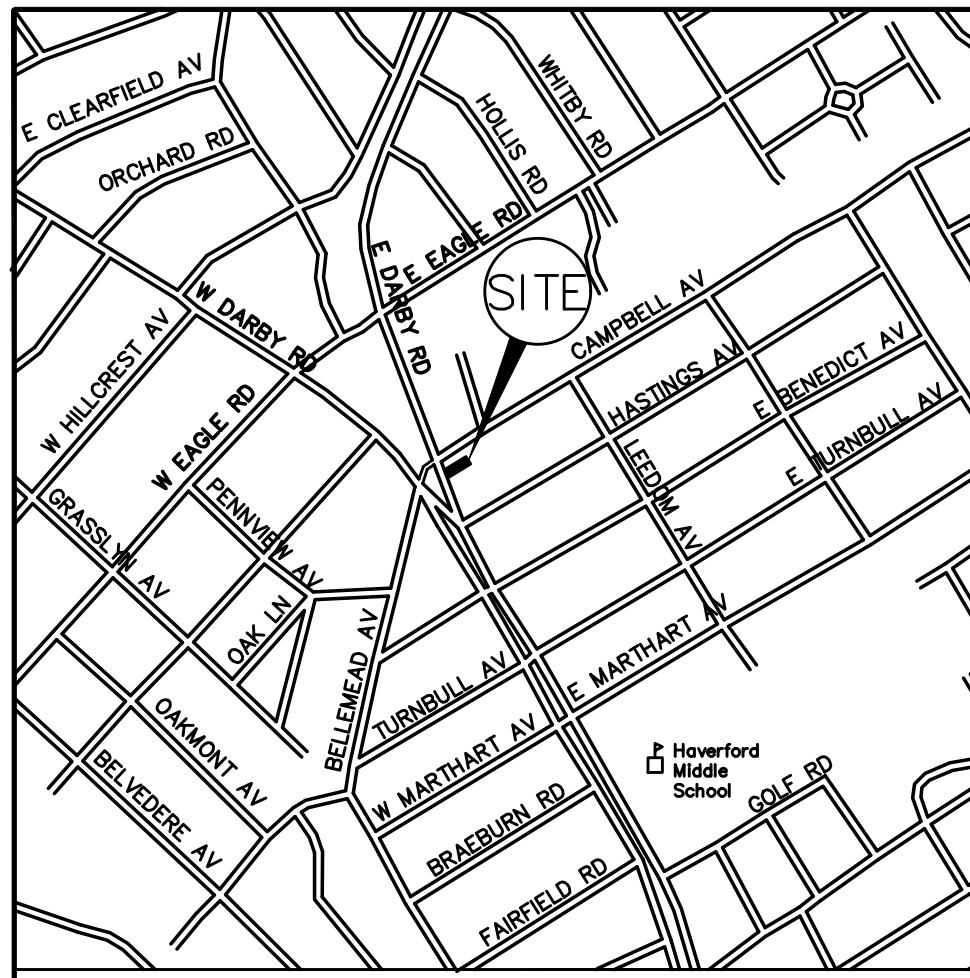 E CLEARFIELD AV
ORCHARD RD
WHITBY RD
HOLLIS RD
E EAGLE RD
E DARBY RD
SITE
W DARBY RD
CAMPBELL AV
W HILLCREST AV
W EAGLE RD
HASTINGS AV
E BENEDICT AV
E TURNBULL AV
LEEDOM AV
GRASSLYN AV
PENNVIEW AV
OAK LN
BELLEMEAD AV
E MARTHART AV
TURNBULL AV
OAKMONT AV
BELVEDERE AV
W MARTHART AV
Haverford
Middle
School
GOLF RD
BRAEBURN RD
FAIRFIELD RD